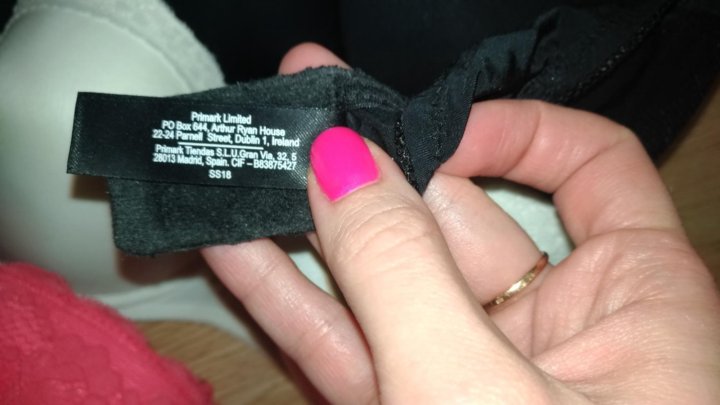 Primark Limited
PO Box 644, Arthur Ryan House
22-24 Parnell Street, Dublin 1, Ireland
Primark Tiendas S.L.U.Gran Via, 32, 5
28013 Madrid, Spain. CIF - B83875427
SS18